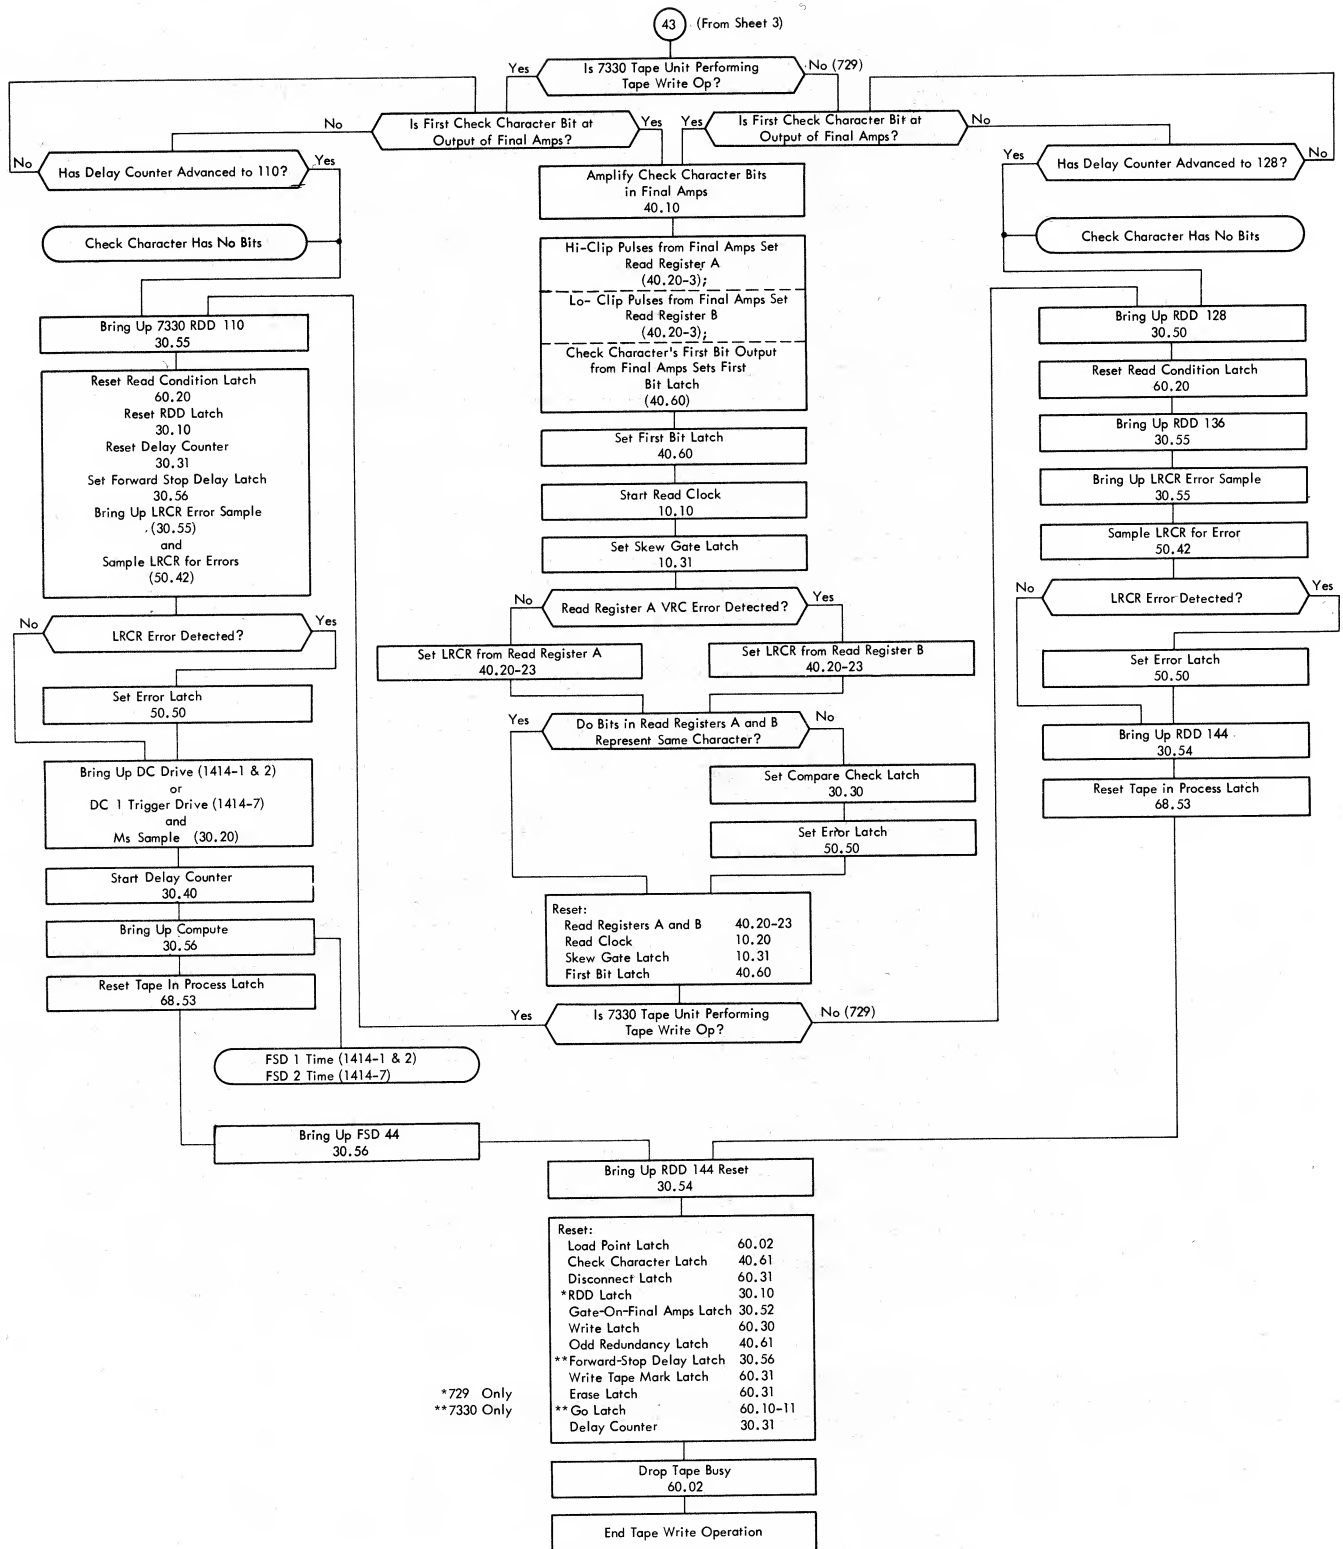 43 (From Sheet 3)
Is 7330 Tape Unit Performing
Tape Write Op?
Yes
No (729)
Is First Check Character Bit at
Output of Final Amps?
No
Yes
Is First Check Character Bit at
Output of Final Amps?
Yes
No
Has Delay Counter Advanced to 110?
No
Yes
Has Delay Counter Advanced to 128?
Yes
No
Check Character Has No Bits
Check Character Has No Bits
Amplify Check Character Bits
in Final Amps
40.10
Hi-Clip Pulses from Final Amps Set
Read Register A
(40.20-3);
Lo- Clip Pulses from Final Amps Set
Read Register B
(40.20-3);
Check Character's First Bit Output
from Final Amps Sets First
Bit Latch
(40.60)
Set First Bit Latch
40.60
Start Read Clock
10.10
Set Skew Gate Latch
10.31
Read Register A VRC Error Detected?
No
Yes
Set LRCR from Read Register A
40.20-23
Set LRCR from Read Register B
40.20-23
Do Bits in Read Registers A and B
Represent Same Character?
Yes
No
Set Compare Check Latch
30.30
Set Error Latch
50.50
Reset:
Read Registers A and B 40.20-23
Read Clock 10.20
Skew Gate Latch 10.31
First Bit Latch 40.60
Is 7330 Tape Unit Performing
Tape Write Op?
Yes
No (729)
Bring Up 7330 RDD 110
30.55
Reset Read Condition Latch
60.20
Reset RDD Latch
30.10
Reset Delay Counter
30.31
Set Forward Stop Delay Latch
30.56
Bring Up LRCR Error Sample
(30.55)
and
Sample LRCR for Errors
(50.42)
LRCR Error Detected?
No
Yes
Set Error Latch
50.50
Bring Up DC Drive (1414-1 & 2)
or
DC 1 Trigger Drive (1414-7)
and
Ms Sample (30.20)
Start Delay Counter
30.40
Bring Up Compute
30.56
Reset Tape In Process Latch
68.53
FSD 1 Time (1414-1 & 2)
FSD 2 Time (1414-7)
Bring Up FSD 44
30.56
Bring Up RDD 128
30.50
Reset Read Condition Latch
60.20
Bring Up RDD 136
30.55
Bring Up LRCR Error Sample
30.55
Sample LRCR for Error
50.42
LRCR Error Detected?
No
Yes
Set Error Latch
50.50
Bring Up RDD 144
30.54
Reset Tape in Process Latch
68.53
Bring Up RDD 144 Reset
30.54
Reset:
Load Point Latch 60.02
Check Character Latch 40.61
Disconnect Latch 60.31
*RDD Latch 30.10
Gate-On-Final Amps Latch 30.52
Write Latch 60.30
Odd Redundancy Latch 40.61
**Forward-Stop Delay Latch 30.56
Write Tape Mark Latch 60.31
Erase Latch 60.31
**Go Latch 60.10-11
Delay Counter 30.31
*729 Only
**7330 Only
Drop Tape Busy
60.02
End Tape Write Operation